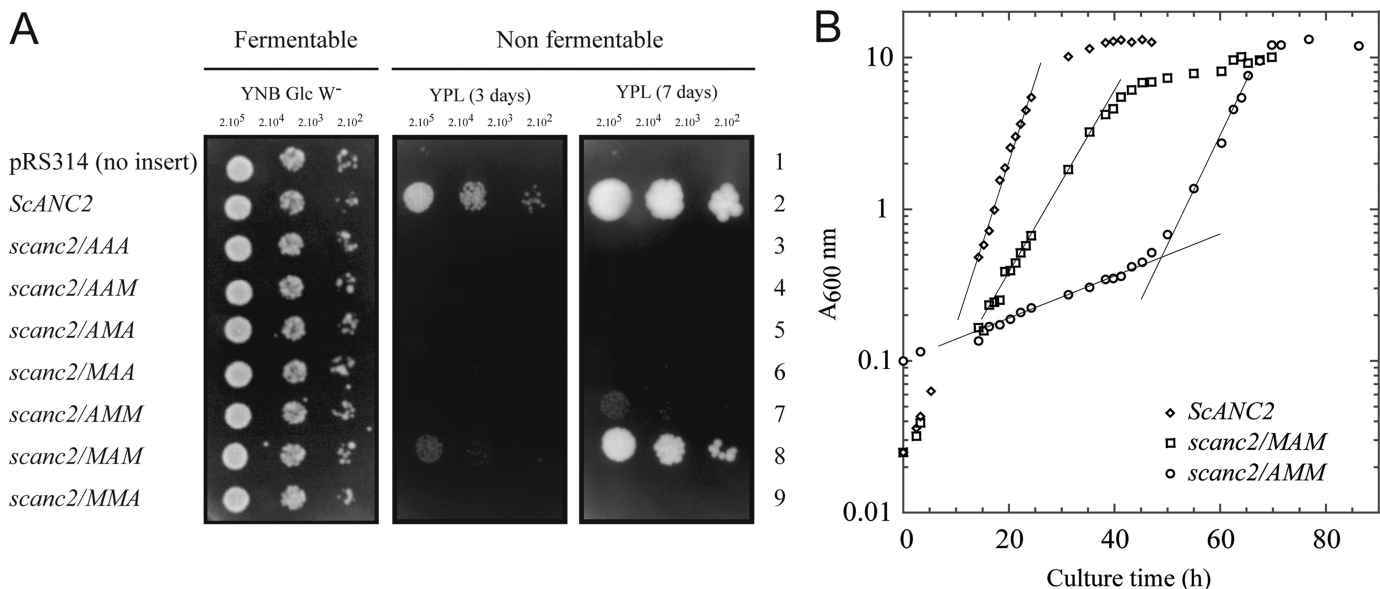 A
Fermentable
Non fermentable
YNB Glc W-
YPL (3 days)
YPL (7 days)
2.10⁵ 2.10⁴ 2.10³ 2.10²
2.10⁵ 2.10⁴ 2.10³ 2.10²
2.10⁵ 2.10⁴ 2.10³ 2.10²
pRS314 (no insert) 1
ScANC2 2
scanc2/AAA 3
scanc2/AAM 4
scanc2/AMA 5
scanc2/MAA 6
scanc2/AMM 7
scanc2/MAM 8
scanc2/MMA 9
B
A600 nm
10
1
0.1
0.01
0 20 40 60 80
Culture time (h)
ScANC2
scanc2/MAM
scanc2/AMM